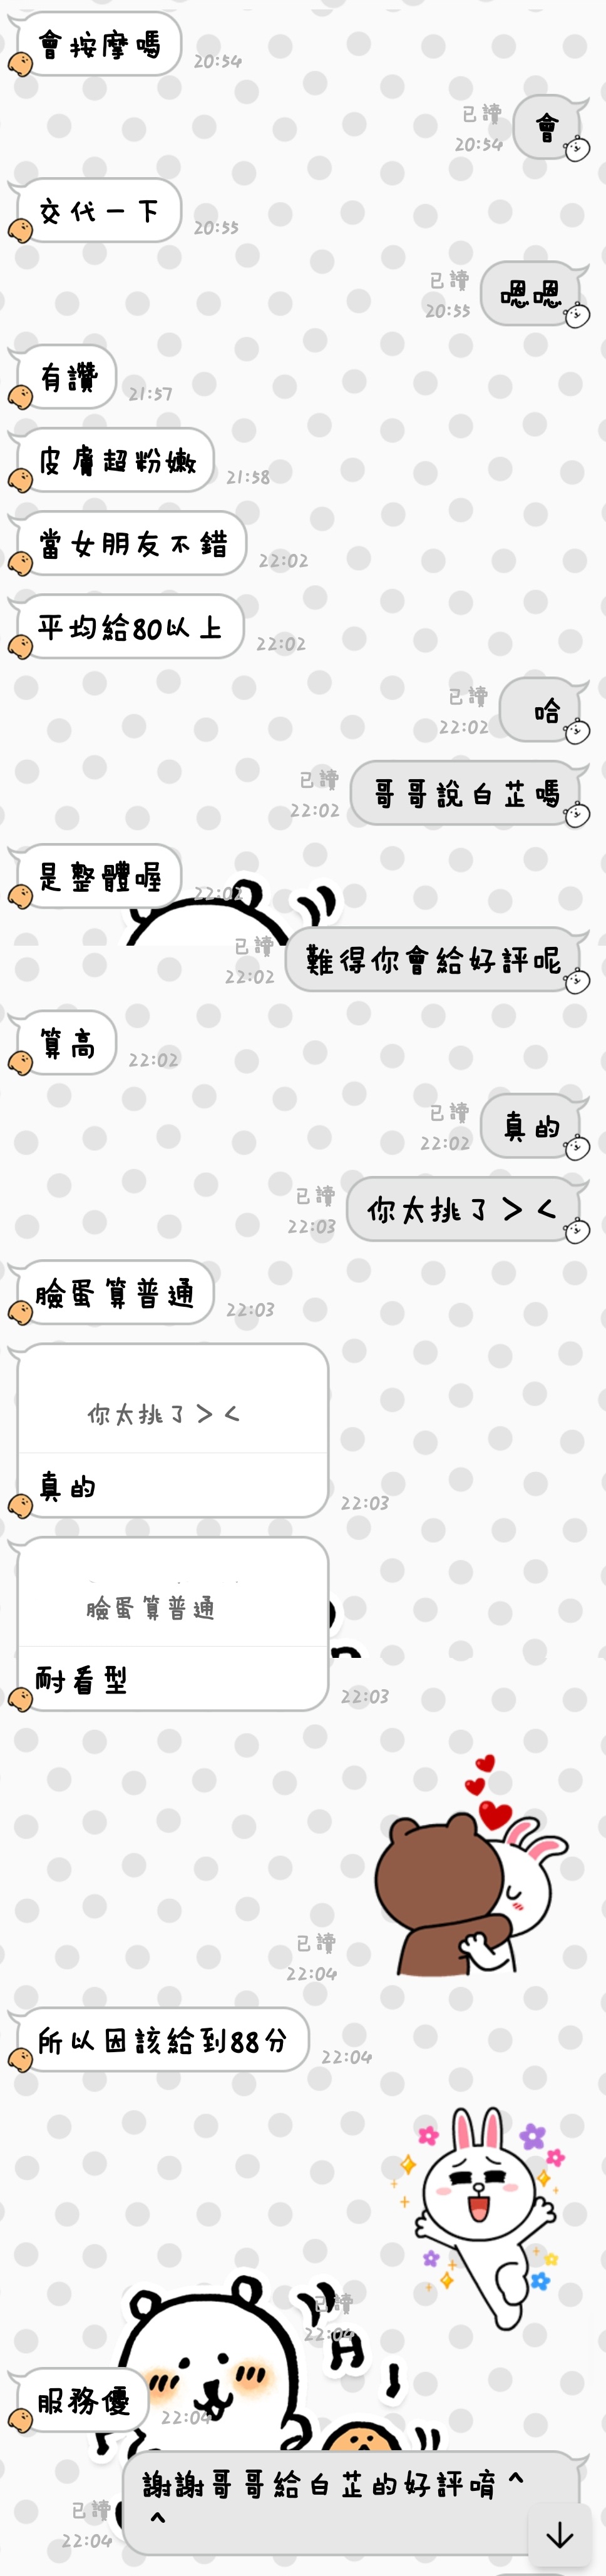 會按摩嗎
20:54
已讀
20:54
會
交代一下
20:55
已讀
20:55
嗯嗯
有讚
21:57
皮膚超粉嫩
21:58
當女朋友不錯
22:02
平均給80以上
22:02
已讀
22:02
哈
已讀
22:02
哥哥說白芷嗎
是整體喔
22:02
已讀
22:02
難得你會給好評呢
算高
22:02
已讀
22:02
真的
已讀
22:03
你太挑了＞＜
臉蛋算普通
22:03
你太挑了＞＜
真的
22:03
臉蛋算普通
耐看型
22:03
已讀
22:04
所以因該給到88分
22:04
已讀
22:04
服務優
22:04
謝謝哥哥給白芷的好評唷^
^
已讀
22:04